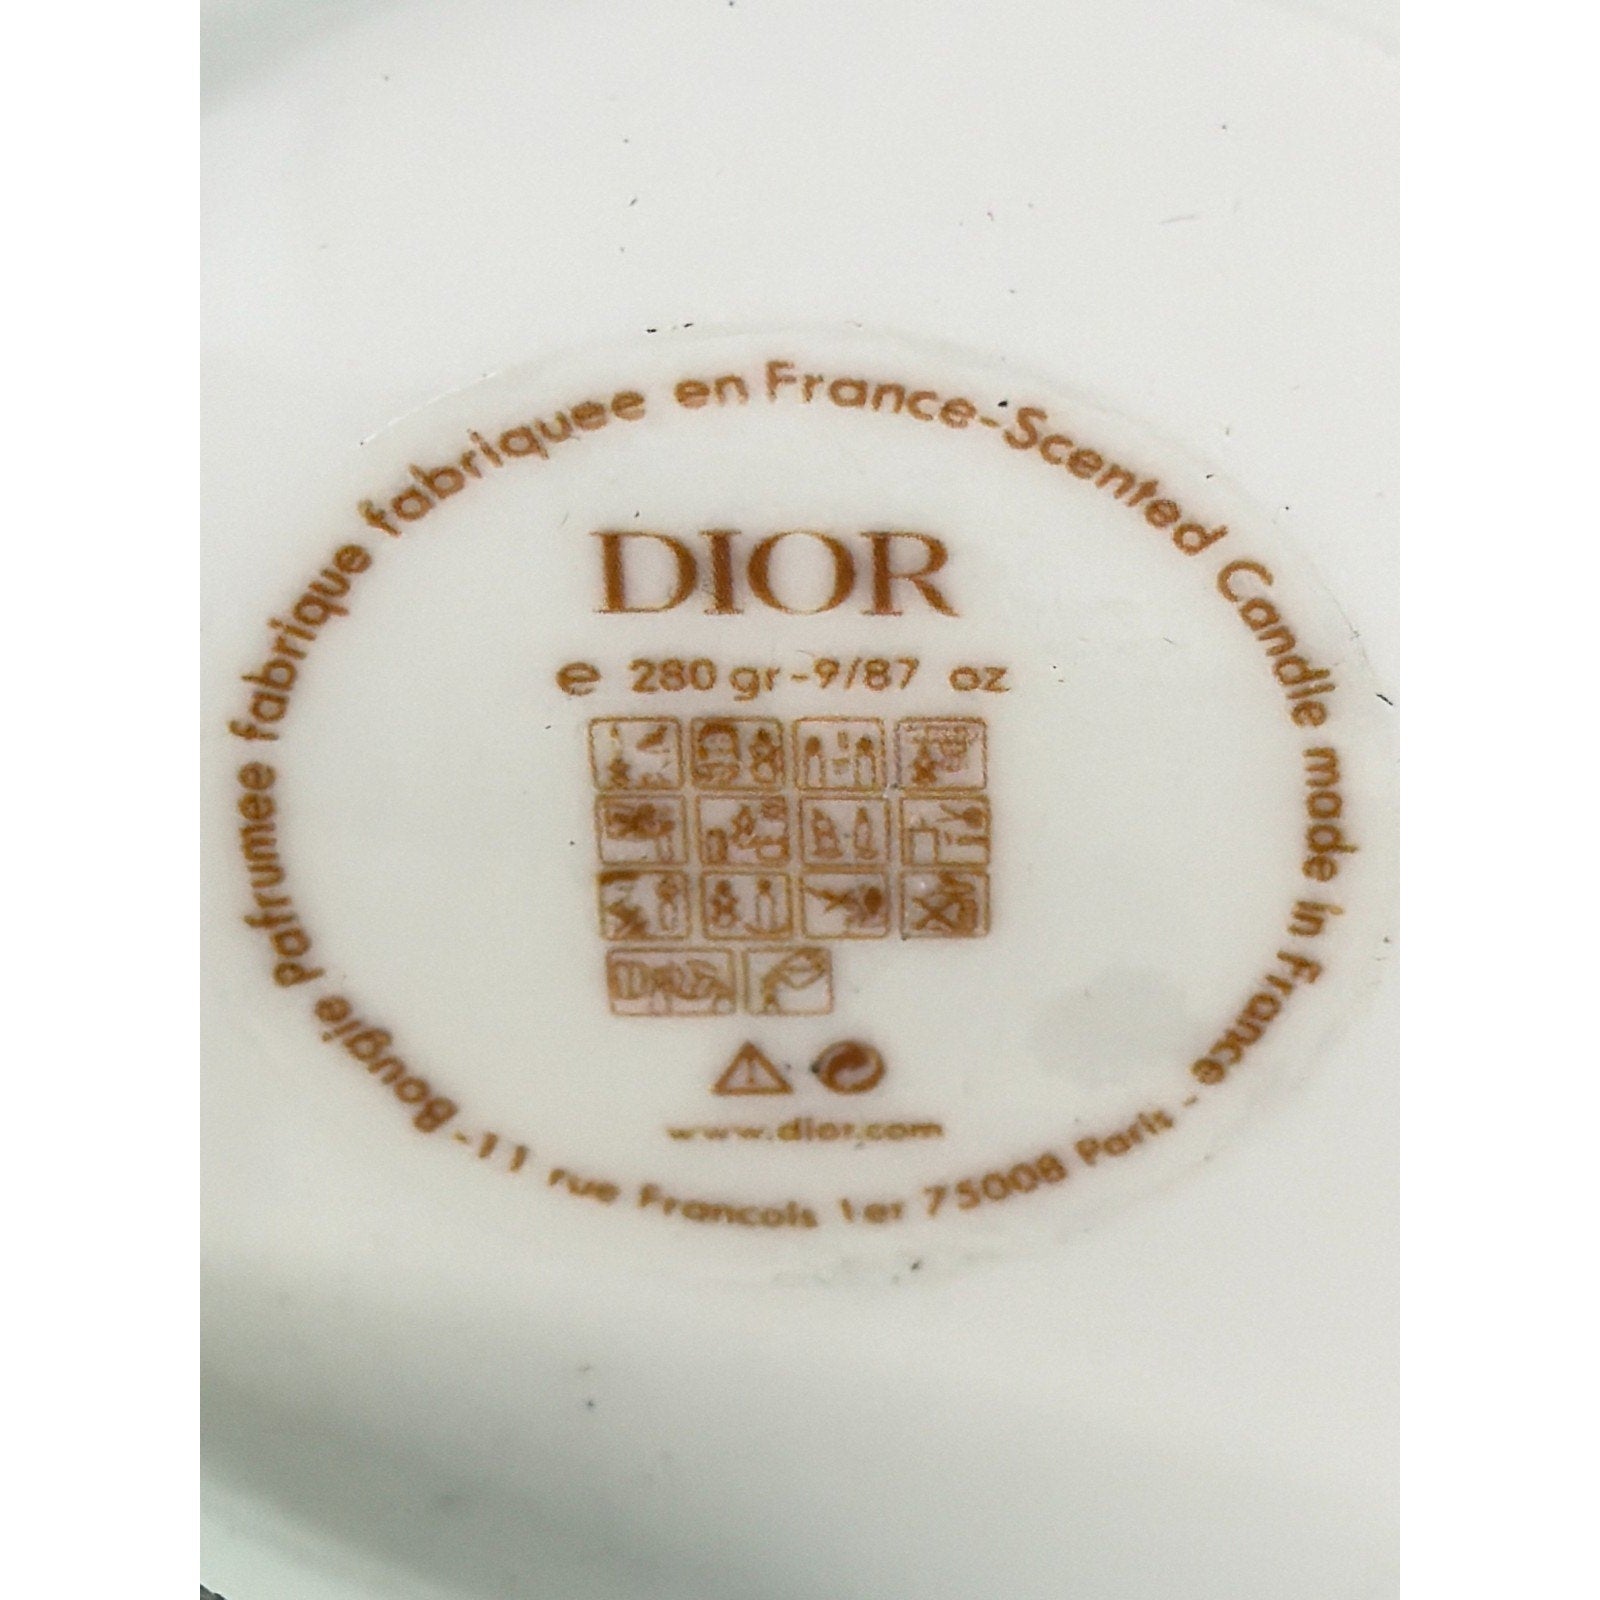 Bougie pafrumee fabrique fabriquee en France-Scented Candle made in France -
DIOR
e 280 gr-9/87 oz
www.dior.com
-11 rue Francois 1er 75008 Paris